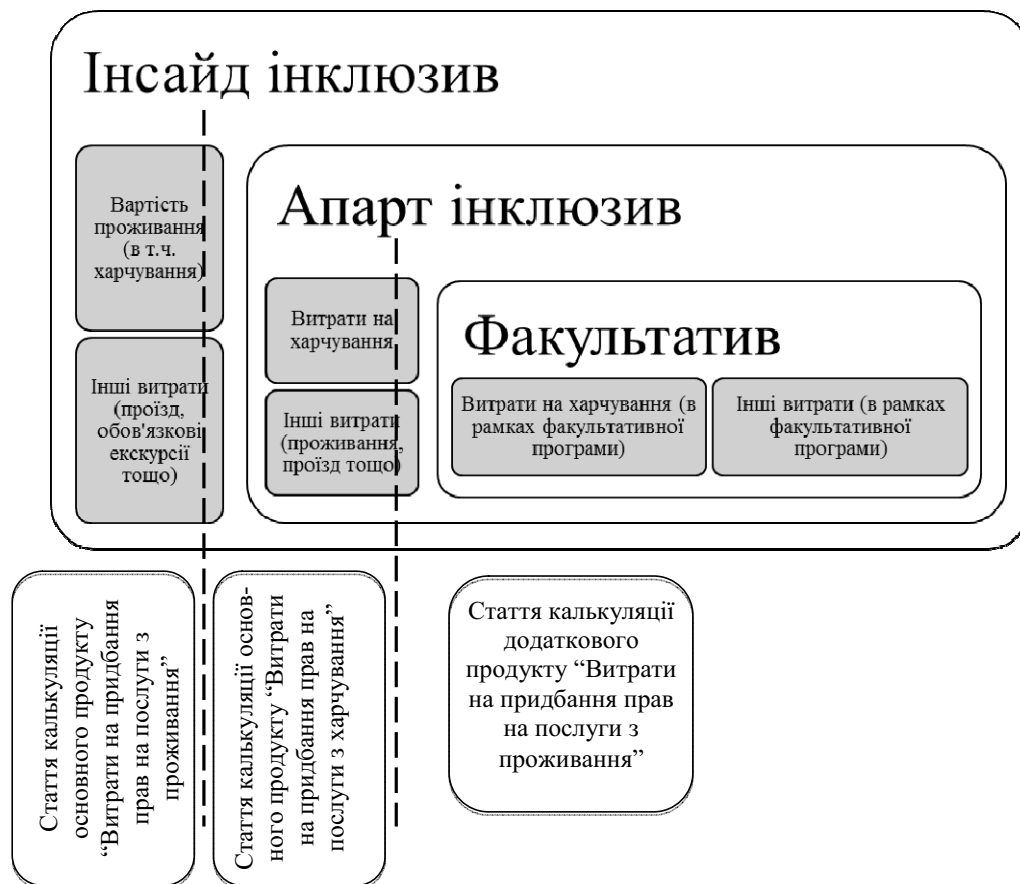 Інсайд інклюзив
Вартість
проживання
(в т.ч.
харчування)
Інші витрати
(проїзд,
обов'язкові
екскурсії
тощо)
Апарт інклюзив
Витрати на
харчування
Інші витрати
(проживання,
проїзд тощо)
Факультатив
Витрати на харчування (в
рамках факультативної
програми)
Інші витрати (в рамках
факультативної
програми)
Стаття калькуляції
основного продукту
“Витрати на придбання
прав на послуги з
проживання”
Стаття калькуляції основ-
ного продукту “Витрати
на придбання прав на
послуги з харчування”
Стаття калькуляції
додаткового
продукту “Витрати
на придбання прав
на послуги з
проживання”